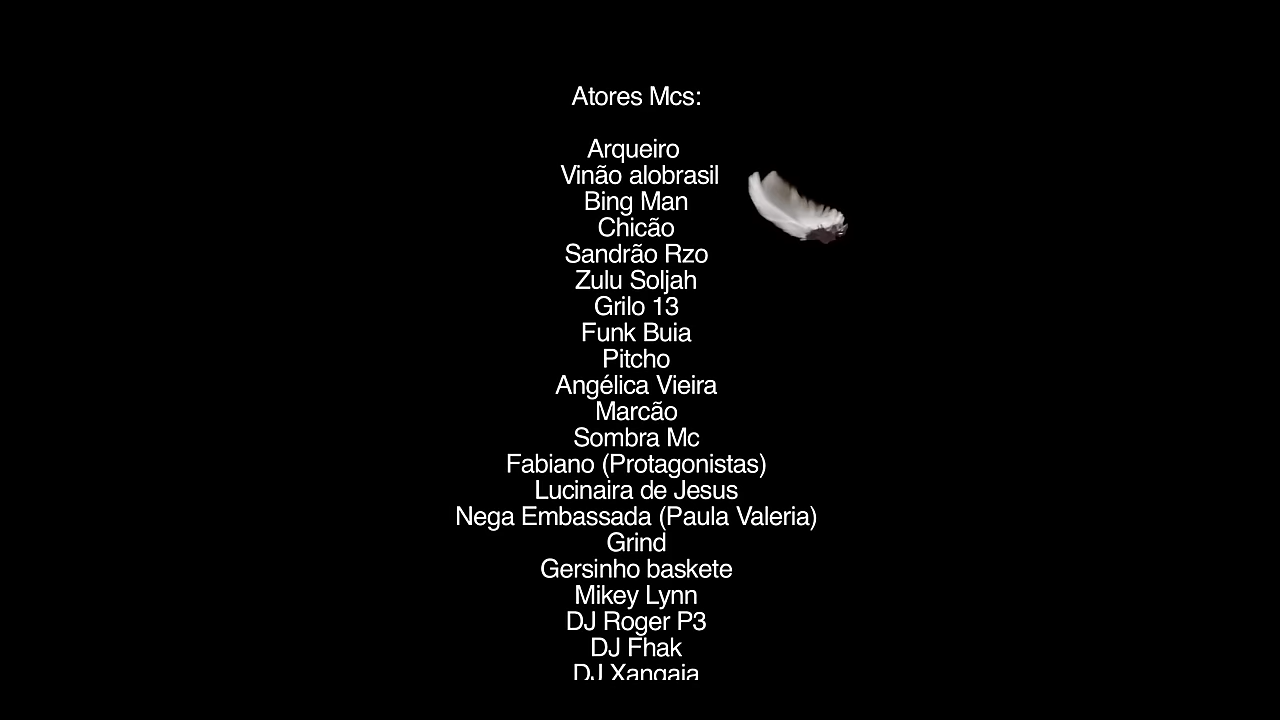 Atores Mcs:
Arqueiro
Vinão alobrasil
Bing Man
Chicão
Sandrão Rzo
Zulu Soljah
Grilo 13
Funk Buia
Pitcho
Angélica Vieira
Marcão
Sombra Mc
Fabiano (Protagonistas)
Lucinaira de Jesus
Nega Embassada (Paula Valeria)
Grind
Gersinho baskete
Mikey Lynn
DJ Roger P3
DJ Fhak
DJ Xangaia